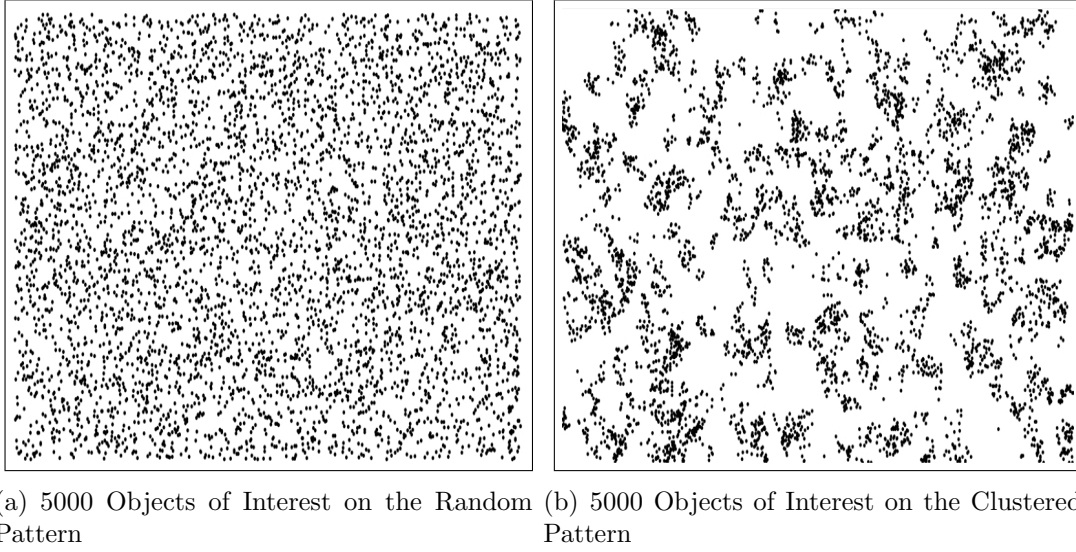 (a) 5000 Objects of Interest on the Random
Pattern
(b) 5000 Objects of Interest on the Clustered
Pattern